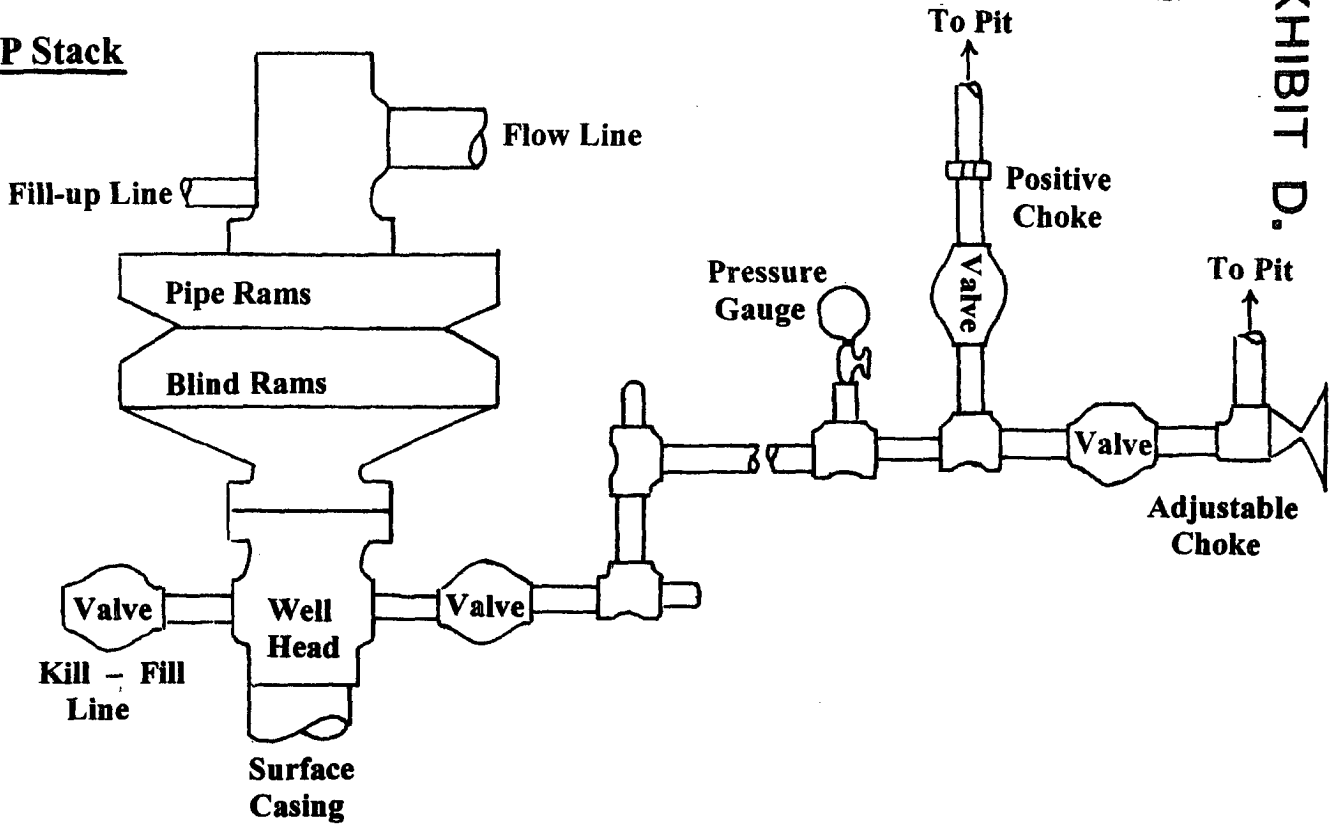 P Stack
To Pit
XHIBIT D.
Flow Line
Fill-up Line
Positive
Choke
Pipe Rams
Pressure
Gauge
Valve
To Pit
Blind Rams
Valve
Adjustable
Choke
Valve
Well
Head
Valve
Kill – Fill
Line
Surface
Casing